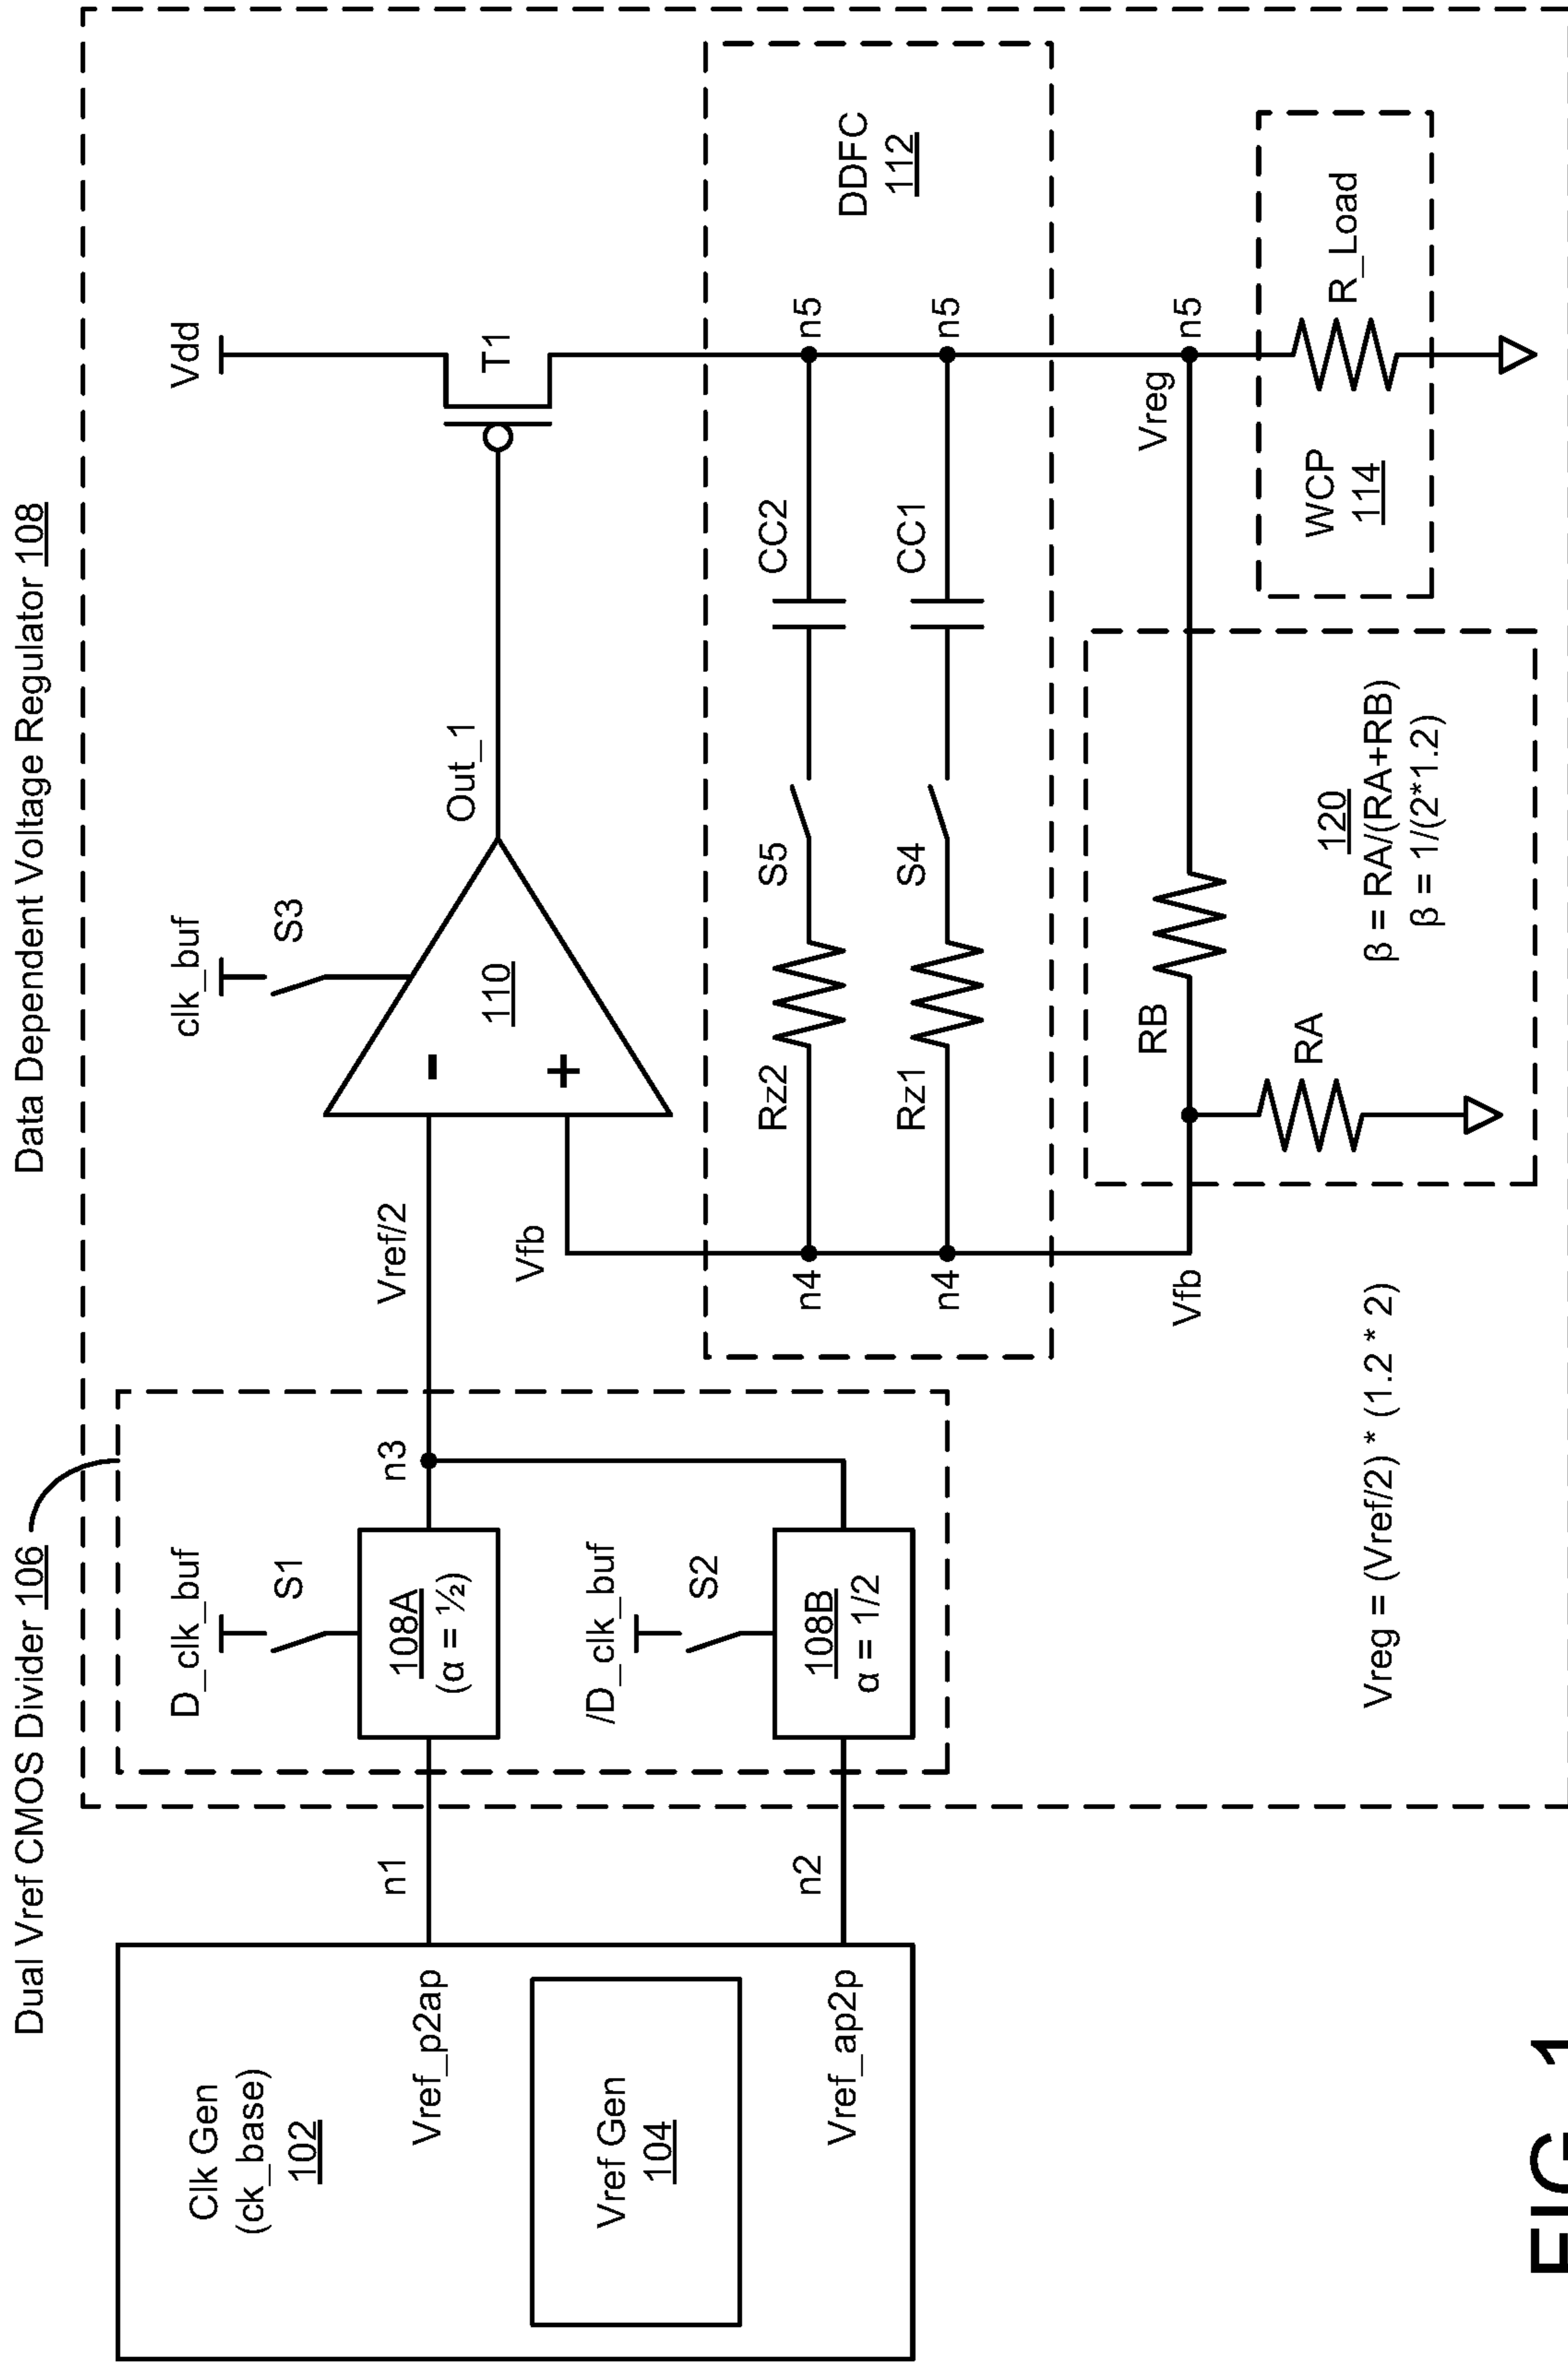 Dual Vref CMOS Divider 106
Data Dependent Voltage Regulator 108
Clk Gen
(ck_base)
102
Vref_p2ap
Vref Gen
104
Vref_ap2p
n1
n2
D_clk_buf
S1
108A
(α = ½)
/D_clk_buf
S2
108B
α = 1/2
n3
Vref/2
Vfb
clk_buf
S3
-
+
110
Out_1
Vdd
T1
DDFC
112
n4
Rz2
S5
CC2
n5
n4
Rz1
S4
CC1
n5
Vfb
RB
RA
120
β = RA/(RA+RB)
β = 1/(2*1.2)
Vreg
n5
WCP
114
R_Load
Vreg = (Vref/2) * (1.2 * 2)